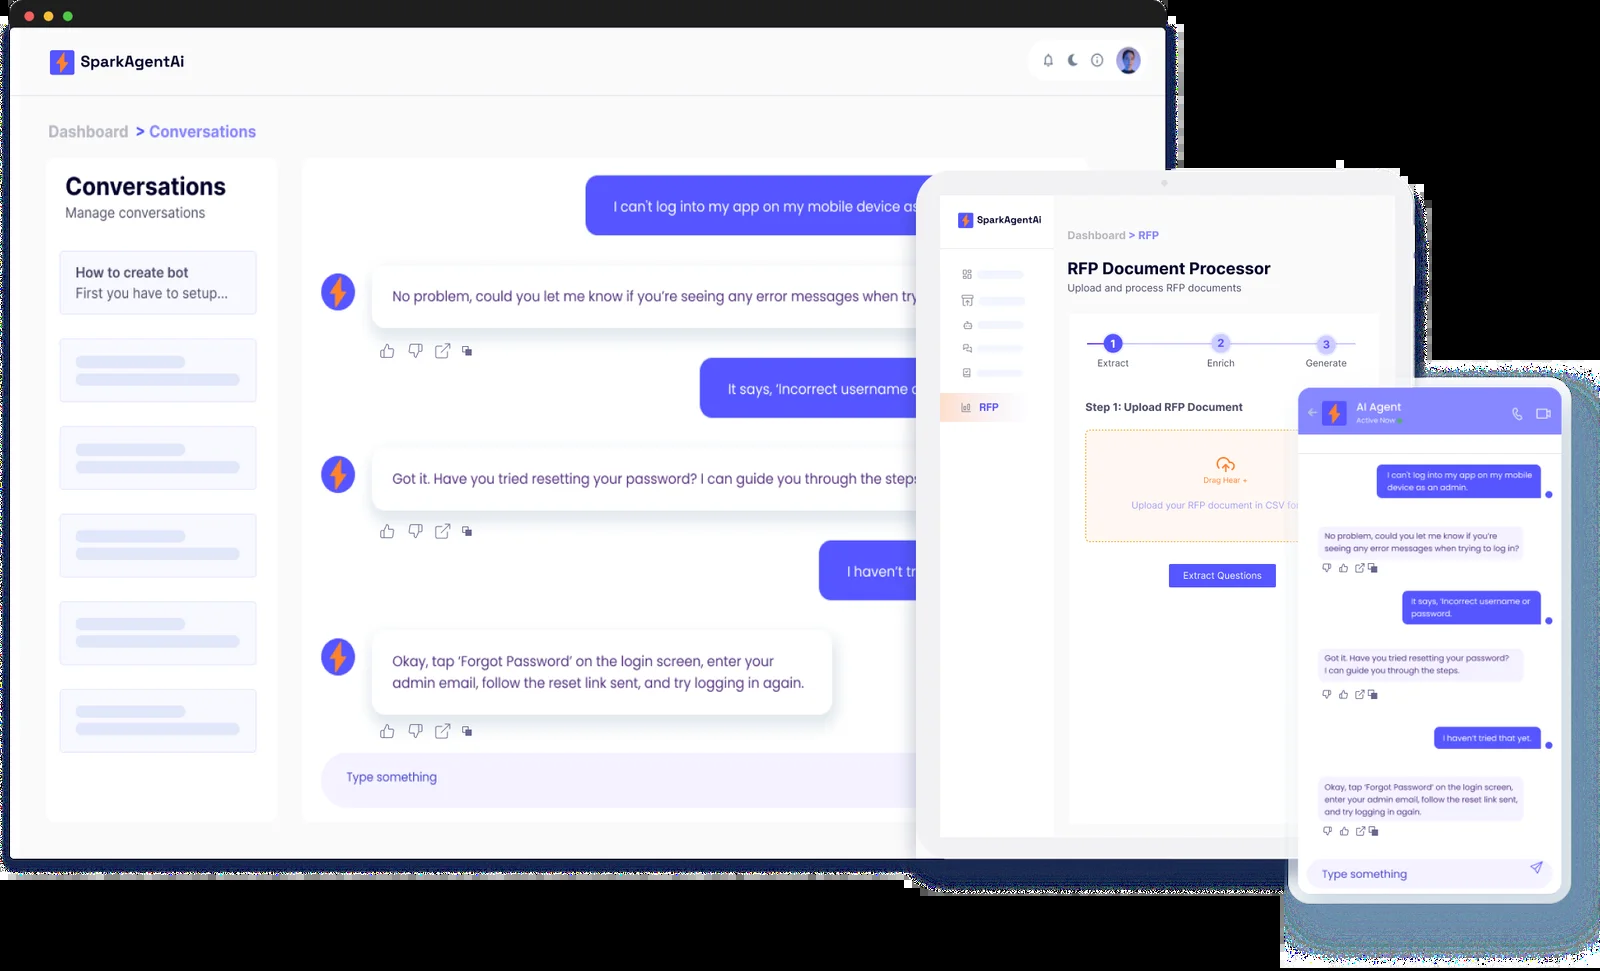 SparkAgentAi
Dashboard > Conversations
Conversations
Manage conversations
How to create bot
First you have to setup...
I can't log into my app on my mobile device as
No problem, could you let me know if you're seeing any error messages when try
It says, 'Incorrect username
Got it. Have you tried resetting your password? I can guide you through the steps
I haven't tr
Okay, tap 'Forgot Password' on the login screen, enter your
admin email, follow the reset link sent, and try logging in again.
Type something
SparkAgentAi
RFP
Dashboard > RFP
RFP Document Processor
Upload and process RFP documents
1
2
3
Extract
Enrich
Generate
Step 1: Upload RFP Document
Drag Hear +
Upload your RFP document in CSV for
Extract Questions
AI Agent
Active Now
I can't log into my app on my mobile
device as an admin.
No problem, could you let me know if you're
seeing any error messages when trying to log in?
It says, 'Incorrect username or
password.
Got it. Have you tried resetting your password?
I can guide you through the steps.
I haven't tried that yet.
Okay, tap 'Forgot Password' on the login screen,
enter your admin email, follow the reset link sent,
and try logging in again.
Type something